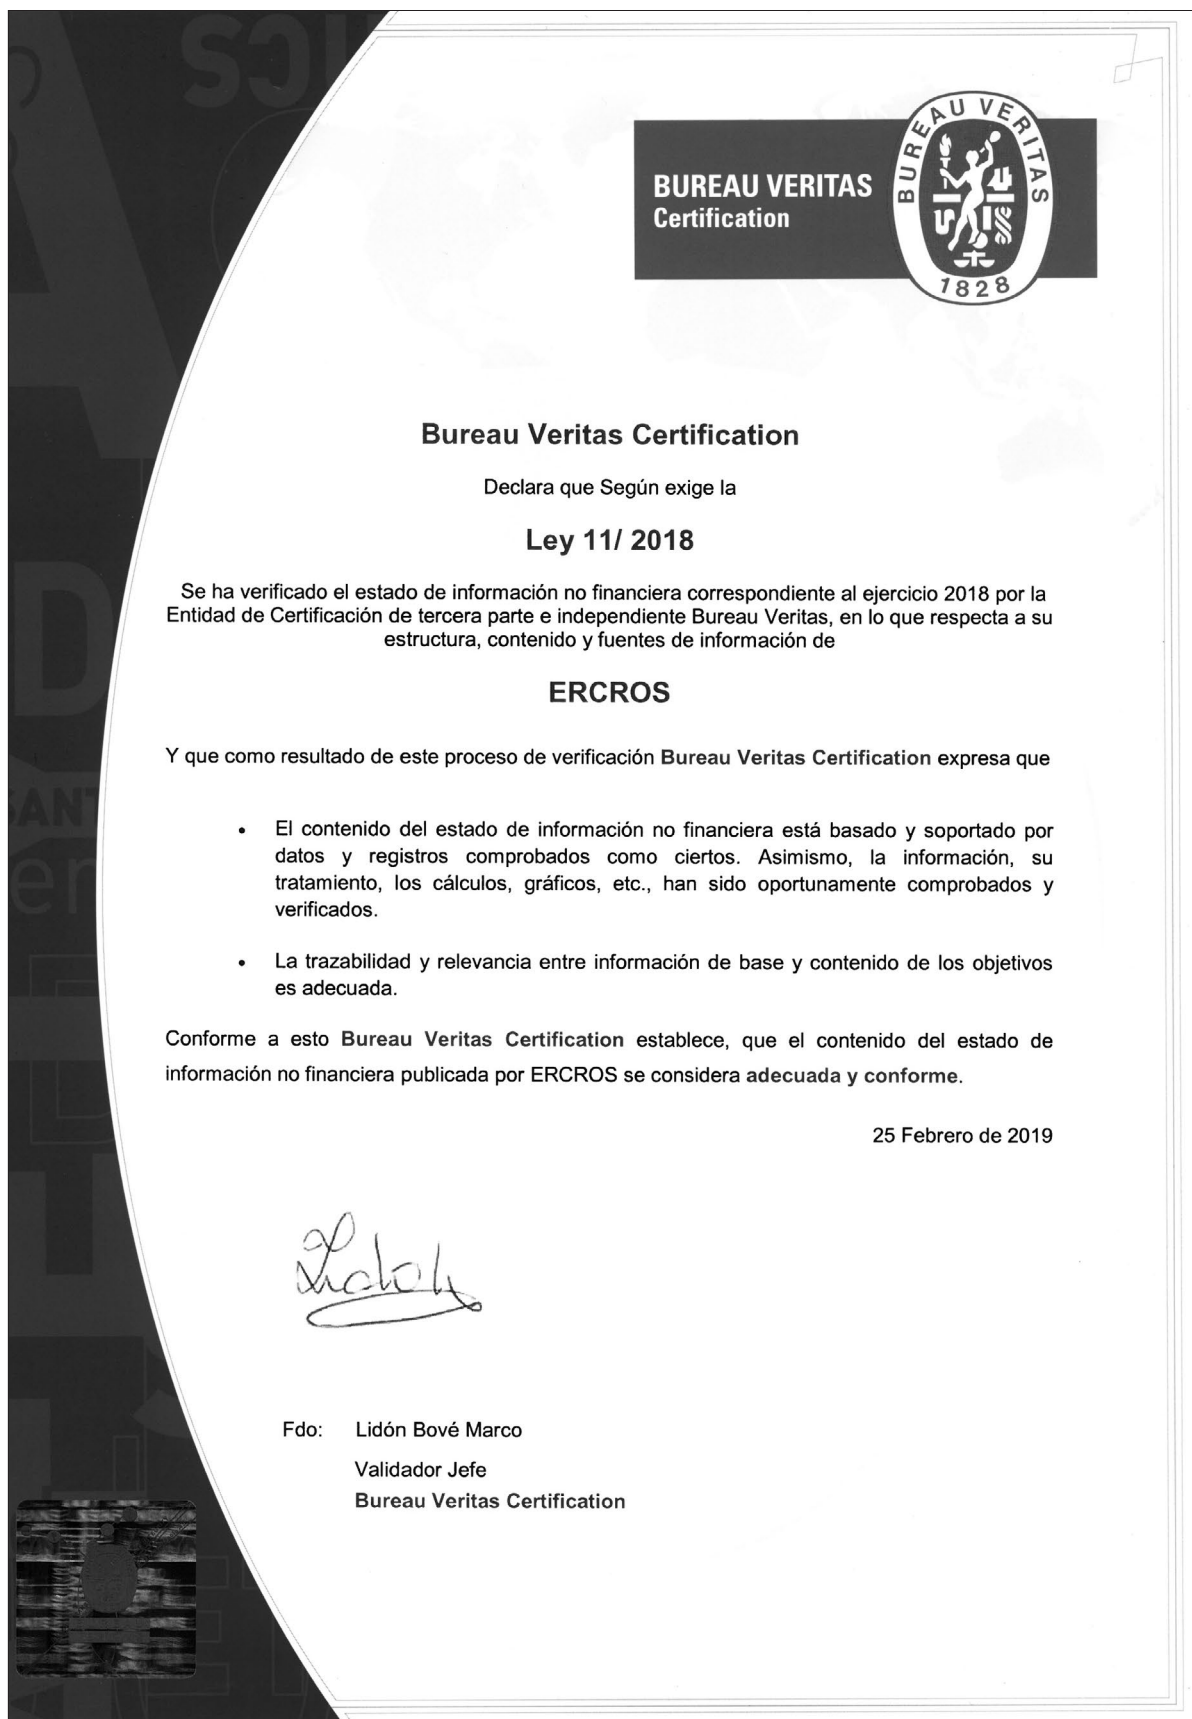 BUREAU VERITAS
Certification
BUREAU VERITAS
1828
Bureau Veritas Certification
Declara que Según exige la
Ley 11/ 2018
Se ha verificado el estado de información no financiera correspondiente al ejercicio 2018 por la
Entidad de Certificación de tercera parte e independiente Bureau Veritas, en lo que respecta a su
estructura, contenido y fuentes de información de
ERCROS
Y que como resultado de este proceso de verificación Bureau Veritas Certification expresa que
• El contenido del estado de información no financiera está basado y soportado por
datos y registros comprobados como ciertos. Asimismo, la información, su
tratamiento, los cálculos, gráficos, etc., han sido oportunamente comprobados y
verificados.
• La trazabilidad y relevancia entre información de base y contenido de los objetivos
es adecuada.
Conforme a esto Bureau Veritas Certification establece, que el contenido del estado de
información no financiera publicada por ERCROS se considera adecuada y conforme.
25 Febrero de 2019
Fdo: Lidón Bové Marco
Validador Jefe
Bureau Veritas Certification